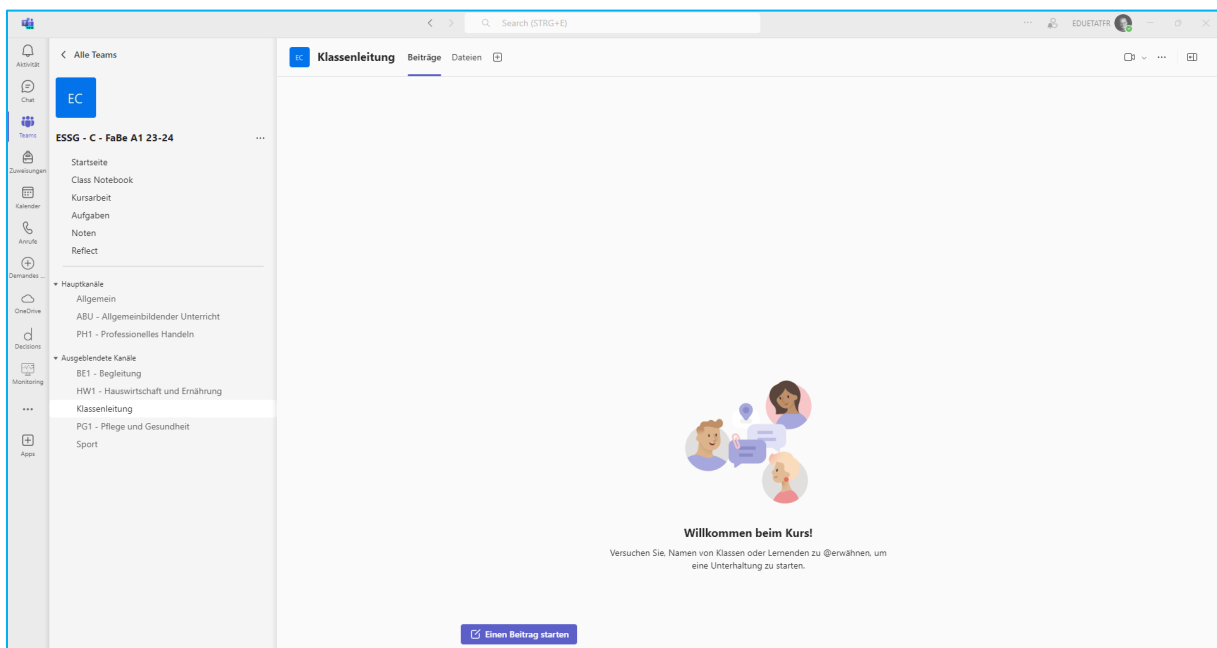 Search (STRG+E)
EDUETATFR
Aktivität
Chat
Teams
Zuweisungen
Kalender
Anrufe
Demandes ...
OneDrive
Decisions
Monitoring
Apps
Alle Teams
EC
ESSG - C - FaBe A1 23-24
Startseite
Class Notebook
Kursarbeit
Aufgaben
Noten
Reflect
Hauptkanäle
Allgemein
ABU - Allgemeinbildender Unterricht
PH1 - Professionelles Handeln
Ausgeblendete Kanäle
BE1 - Begleitung
HW1 - Hauswirtschaft und Ernährung
Klassenleitung
PG1 - Pflege und Gesundheit
Sport
EC Klassenleitung Beiträge Dateien
Willkommen beim Kurs!
Versuchen Sie, Namen von Klassen oder Lernenden zu @erwähnen, um
eine Unterhaltung zu starten.
Einen Beitrag starten